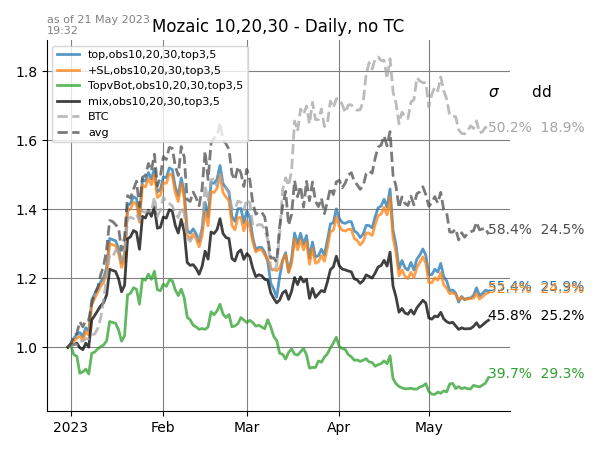 as of 21 May 2023
19:32
Mozaic 10,20,30 - Daily, no TC
top,obs10,20,30,top3,5
+SL,obs10,20,30,top3,5
TopvBot,obs10,20,30,top3,5
mix,obs10,20,30,top3,5
BTC
avg
σ dd
1.8
50.2% 18.9%
1.6
1.4
58.4% 24.5%
1.2
55.4% 25.9%
45.8% 25.2%
1.0
39.7% 29.3%
2023 Feb Mar Apr May